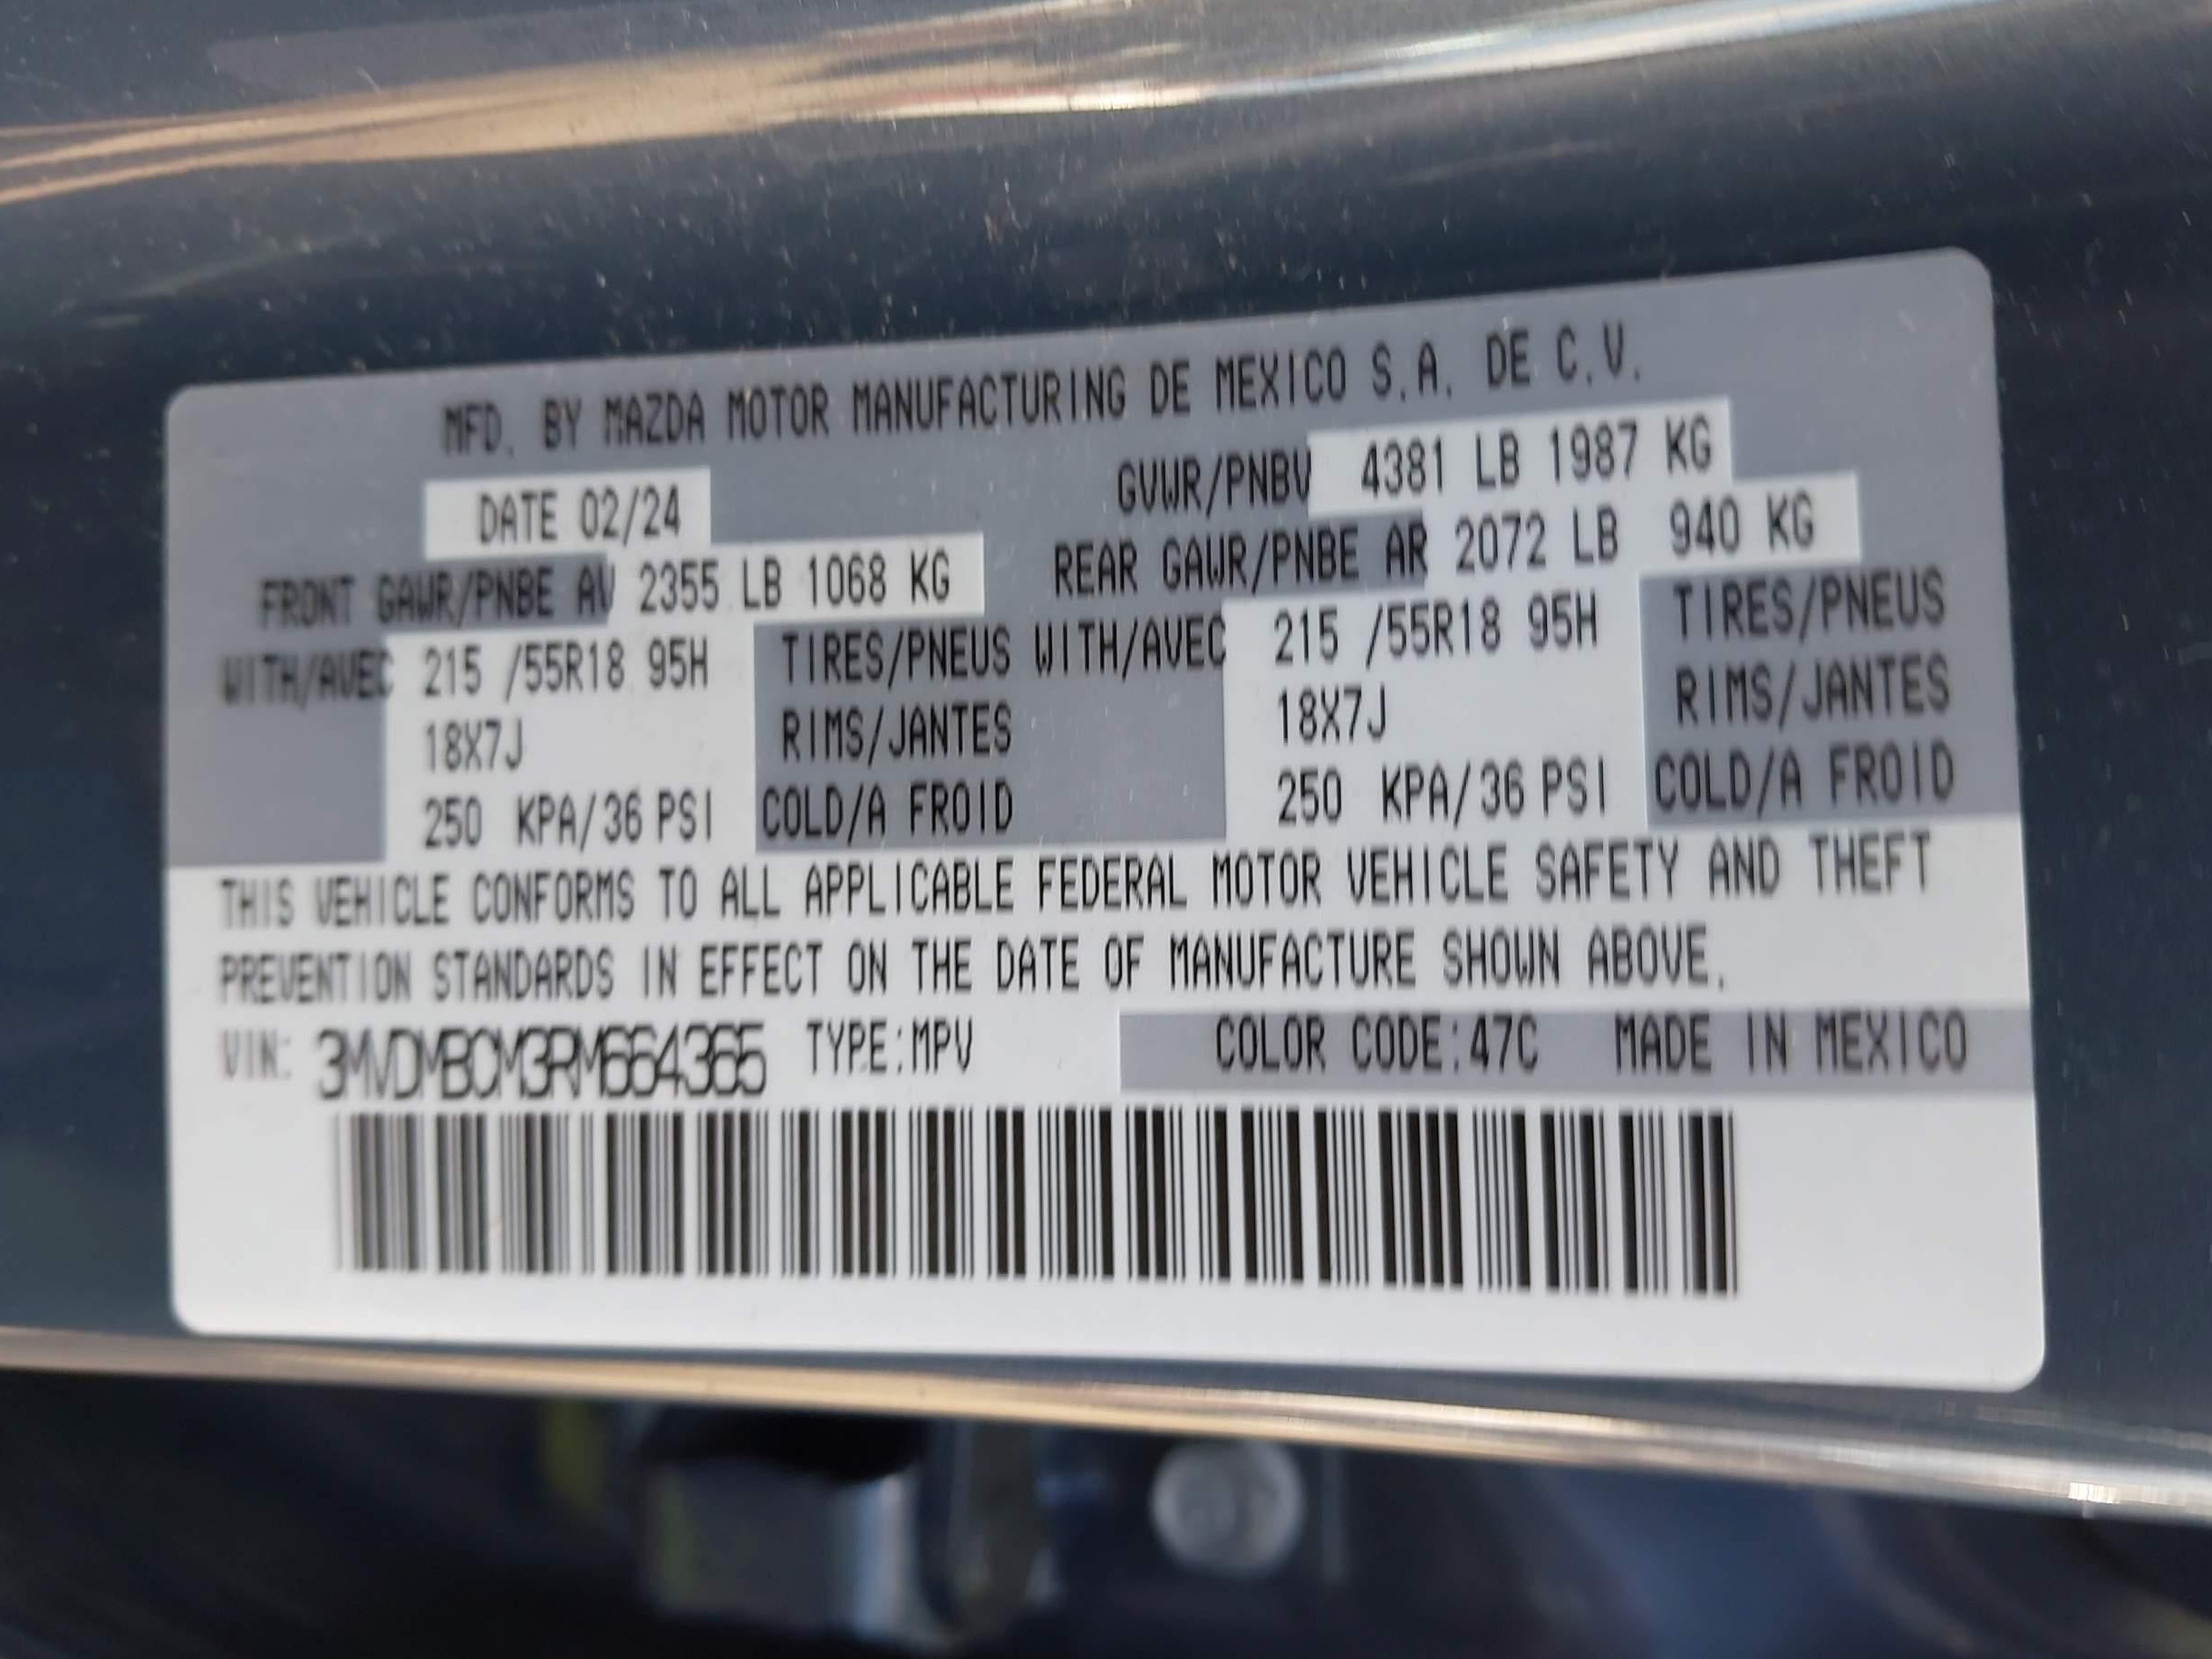 MFD. BY MAZDA MOTOR MANUFACTURING DE MEXICO S.A. DE C.V.
DATE 02/24 GVWR/PNBV 4381 LB 1987 KG
FRONT GAWR/PNBE AV 2355 LB 1068 KG REAR GAWR/PNBE AR 2072 LB 940 KG
WITH/AVEC 215 /55R18 95H TIRES/PNEUS WITH/AVEC 215 /55R18 95H TIRES/PNEUS
18X7J RIMS/JANTES 18X7J RIMS/JANTES
250 KPA/36 PSI COLD/A FROID 250 KPA/36 PSI COLD/A FROID
THIS VEHICLE CONFORMS TO ALL APPLICABLE FEDERAL MOTOR VEHICLE SAFETY AND THEFT
PREVENTION STANDARDS IN EFFECT ON THE DATE OF MANUFACTURE SHOWN ABOVE.
VIN: 3MVDMBCM3RM664365 TYPE:MPV COLOR CODE:47C MADE IN MEXICO